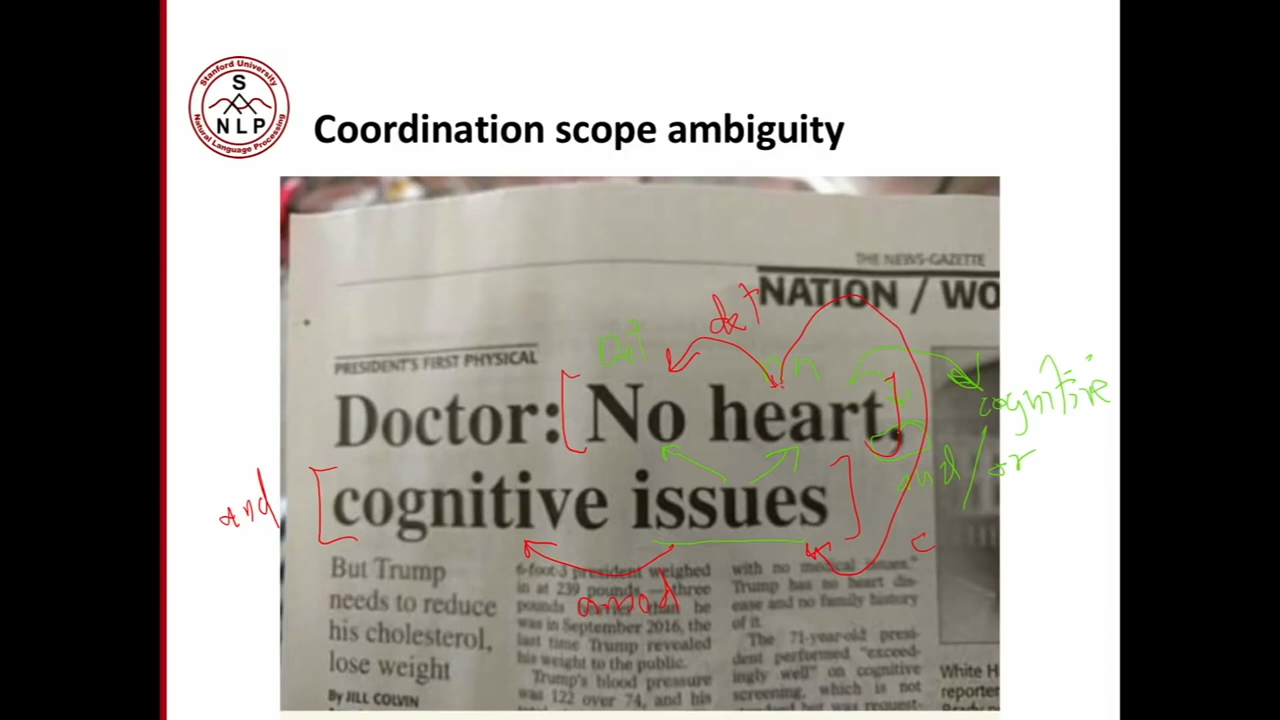 Stanford University
S
NLP
Natural Language Processing
Coordination scope ambiguity
THE NEWS-GAZETTE
NATION / WO
det
Det
nn
PRESIDENT'S FIRST PHYSICAL
Doctor: No heart,
cognitive
and/or
and
cognitive issues
c
amod
But Trump
needs to reduce
his cholesterol,
lose weight
By JILL COLVIN
6-foot-3 president weighed
in at 239 pounds — three
pounds than he
was in September 2016, the
last time Trump revealed
his weight to the public.
Trump's blood pressure
was 122 over 74, and his
with no medical issues."
Trump has no heart dis-
ease and no family history
of it.
The 71-year-old presi-
dent performed "exceed-
ingly well" on cognitive
screening, which is not
White H
reporter